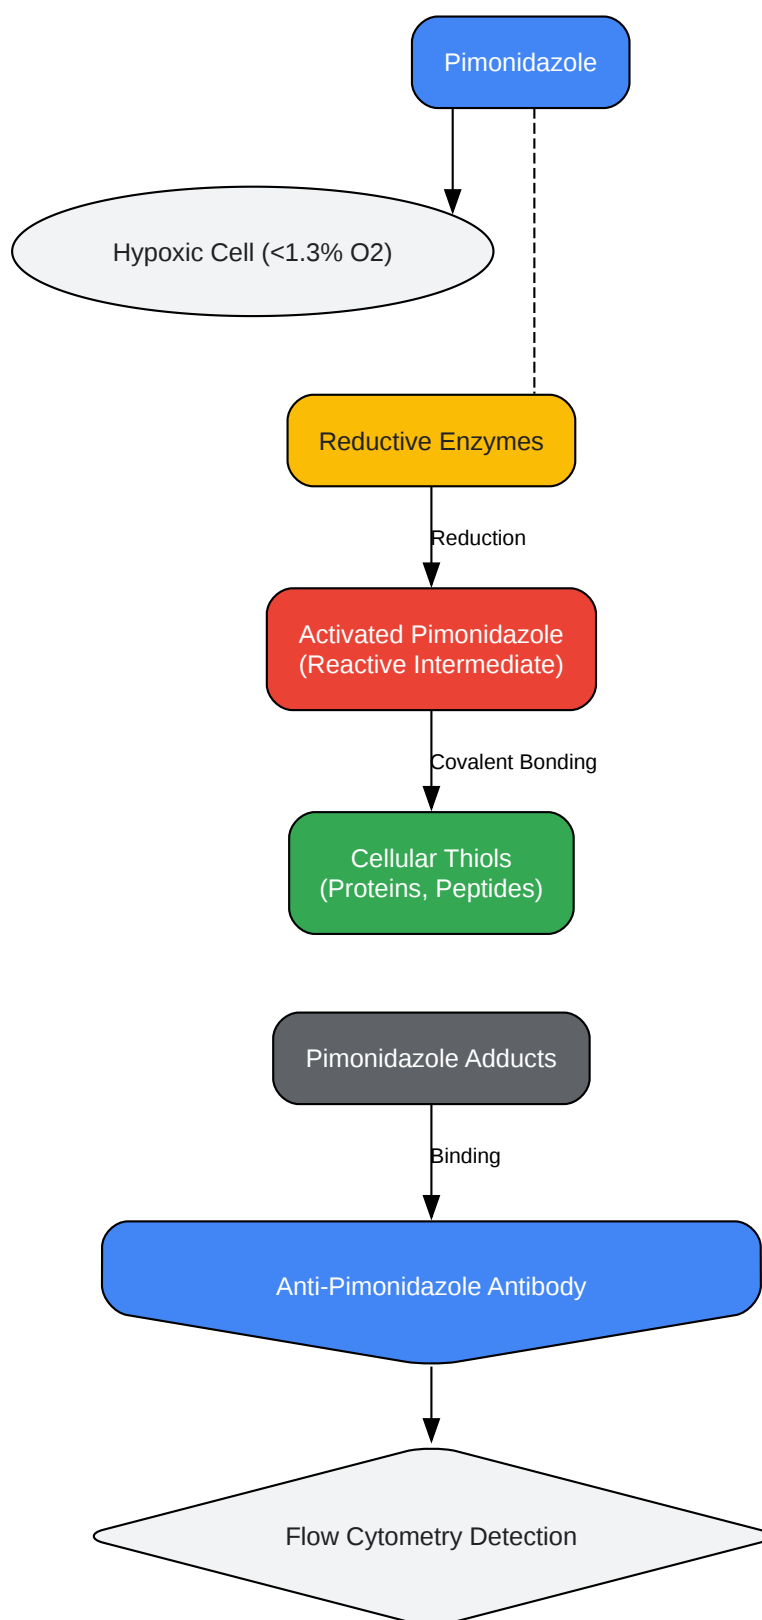 Pimonidazole
Hypoxic Cell (<1.3% O2)
Reductive Enzymes
Reduction
Activated Pimonidazole
(Reactive Intermediate)
Covalent Bonding
Cellular Thiols
(Proteins, Peptides)
Pimonidazole Adducts
Binding
Anti-Pimonidazole Antibody
Flow Cytometry Detection